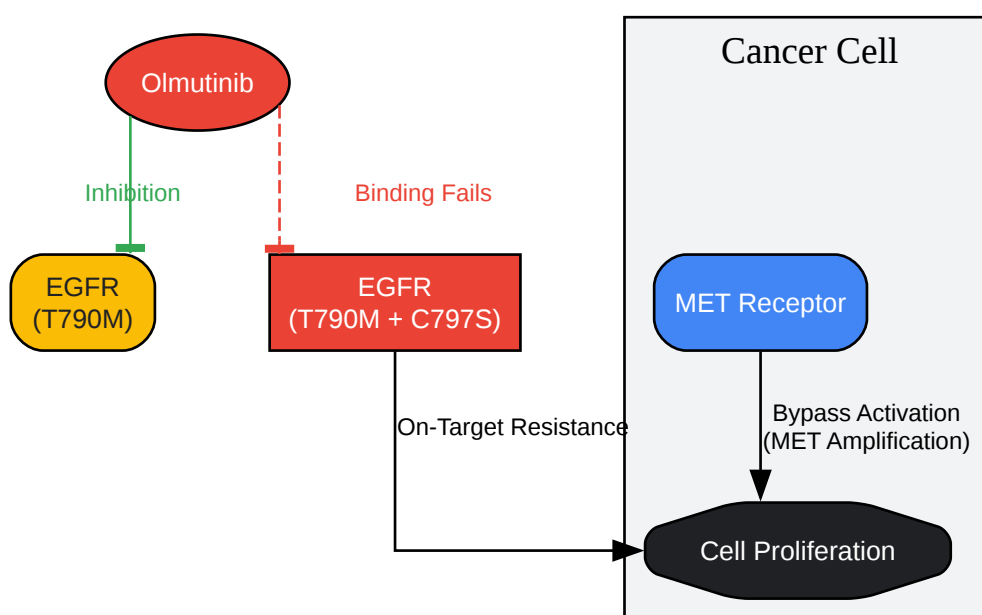 Cancer Cell
Olmutinib
Inhibition
Binding Fails
EGFR
(T790M)
EGFR
(T790M + C797S)
MET Receptor
On-Target Resistance
Bypass Activation
(MET Amplification)
Cell Proliferation